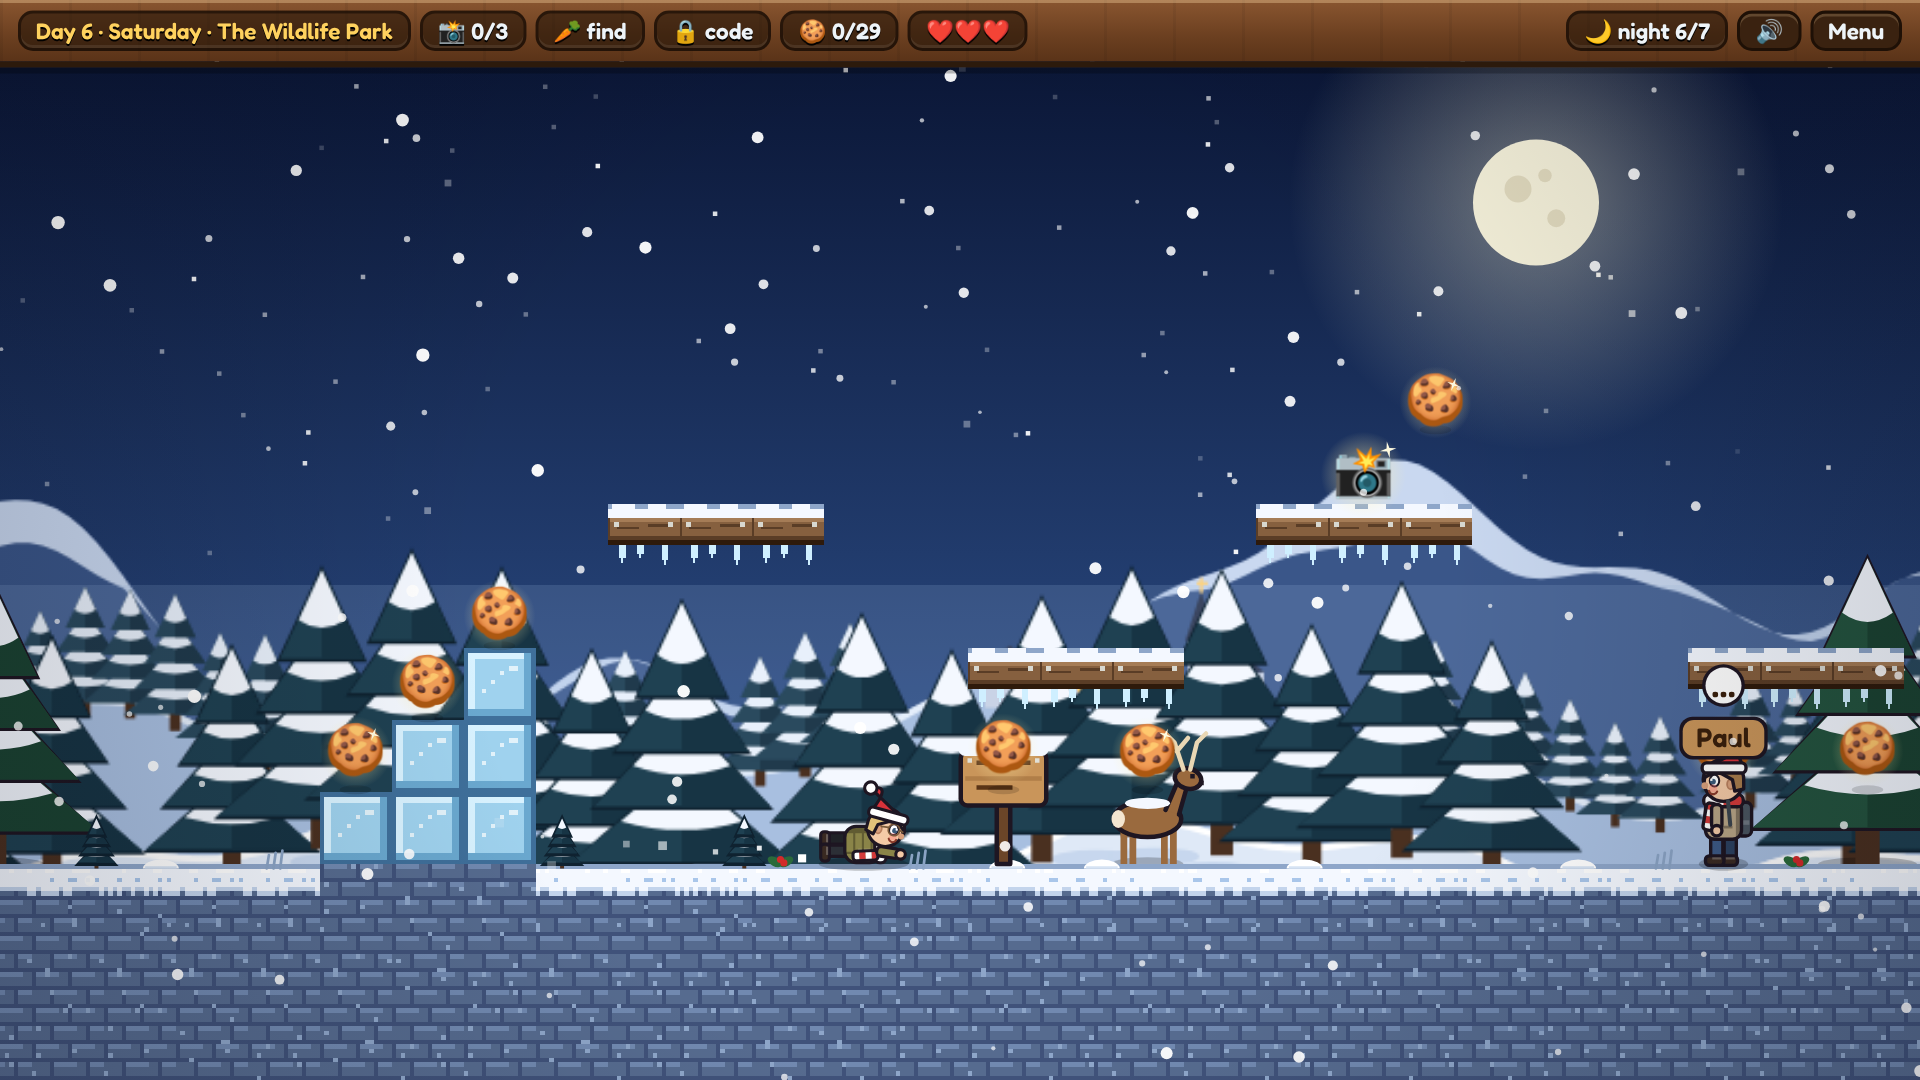 Day 6 · Saturday · The Wildlife Park
0/3
find
code
0/29
night 6/7
Menu
Paul